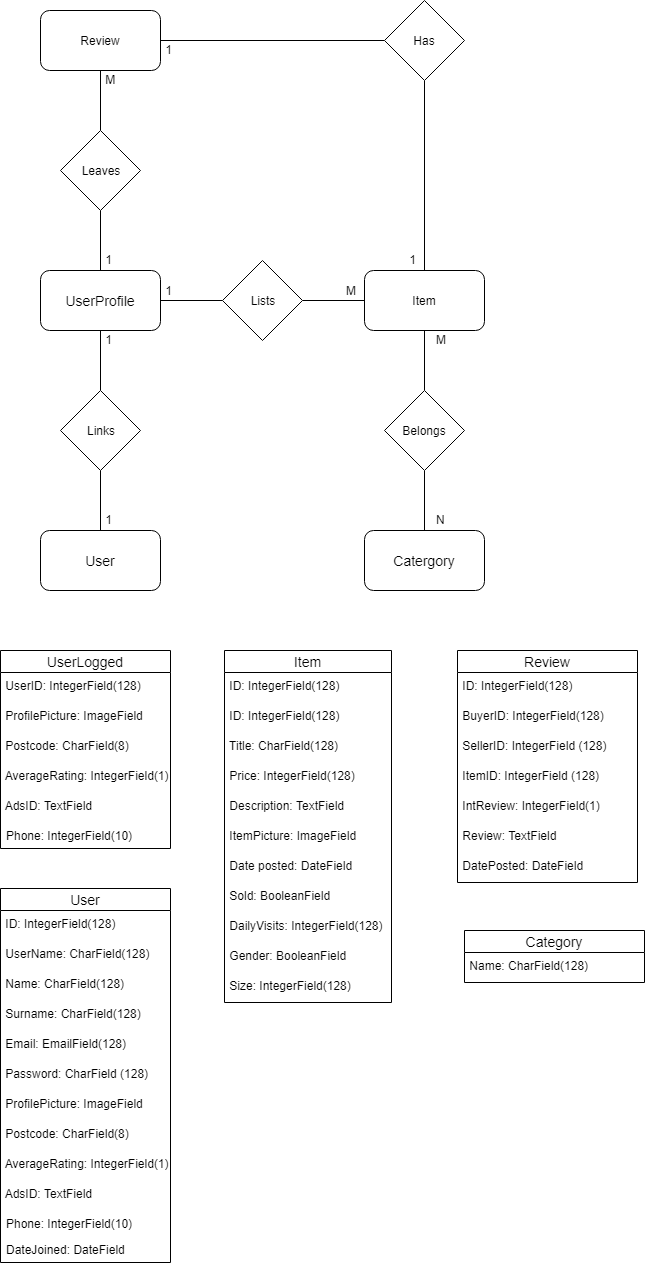 Review
1
Has
M
Leaves
1
1
UserProfile
1
Lists
M
Item
1
M
Links
Belongs
1
N
User
Catergory
UserLogged
UserID: IntegerField(128)
ProfilePicture: ImageField
Postcode: CharField(8)
AverageRating: IntegerField(1)
AdsID: TextField
Phone: IntegerField(10)
Item
ID: IntegerField(128)
ID: IntegerField(128)
Title: CharField(128)
Price: IntegerField(128)
Description: TextField
ItemPicture: ImageField
Date posted: DateField
Sold: BooleanField
DailyVisits: IntegerField(128)
Gender: BooleanField
Size: IntegerField(128)
Review
ID: IntegerField(128)
BuyerID: IntegerField(128)
SellerID: IntegerField (128)
ItemID: IntegerField (128)
IntReview: IntegerField(1)
Review: TextField
DatePosted: DateField
User
ID: IntegerField(128)
UserName: CharField(128)
Name: CharField(128)
Surname: CharField(128)
Email: EmailField(128)
Password: CharField (128)
ProfilePicture: ImageField
Postcode: CharField(8)
AverageRating: IntegerField(1)
AdsID: TextField
Phone: IntegerField(10)
DateJoined: DateField
Category
Name: CharField(128)